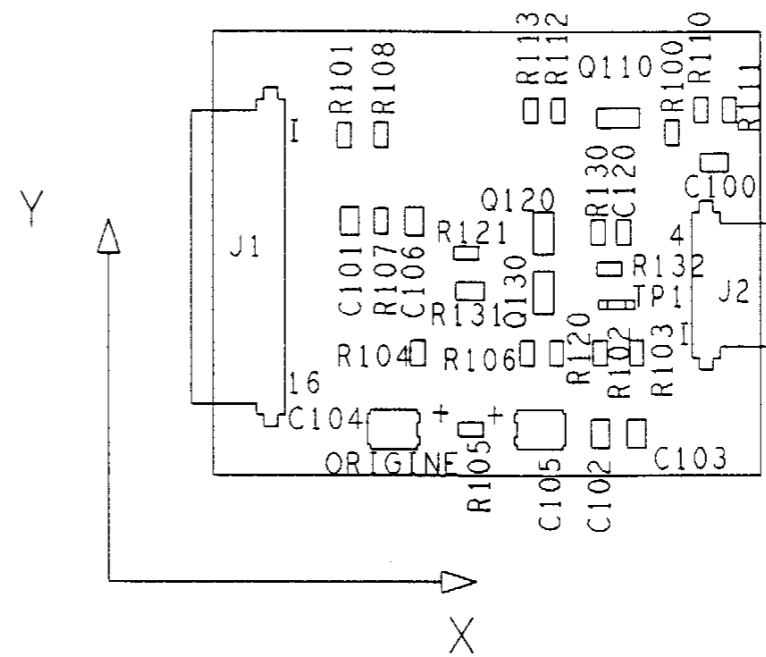 R113
R112
R110
Q110
R101
R108
R100
R111
I
R130
C120
C100
Q120
Y
R121
4
J1
R132
J2
C101
R107
C106
TP1
R131
Q130
I
R104
R106
R120
R102
R103
16
C104
+
+
ORIGINE
R105
C105
C102
C103
X